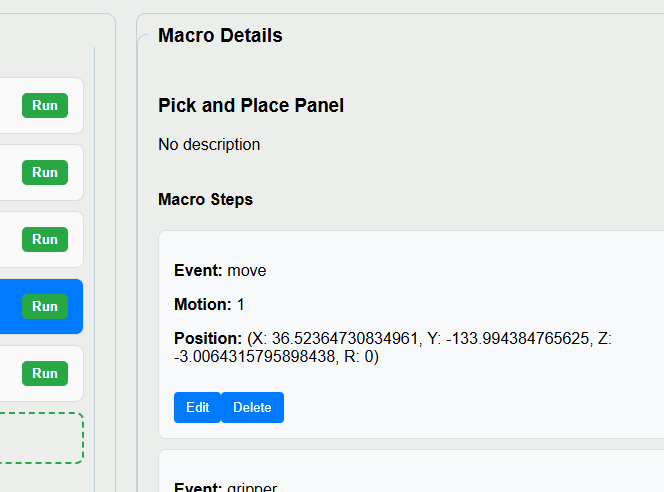 Macro Details
Run
Pick and Place Panel
No description
Run
Macro Steps
Run
Event: move
Run
Motion: 1
Position: (X: 36.52364730834961, Y: -133.994384765625, Z:
-3.0064315795898438, R: 0)
Run
Edit Delete
Event: gripper